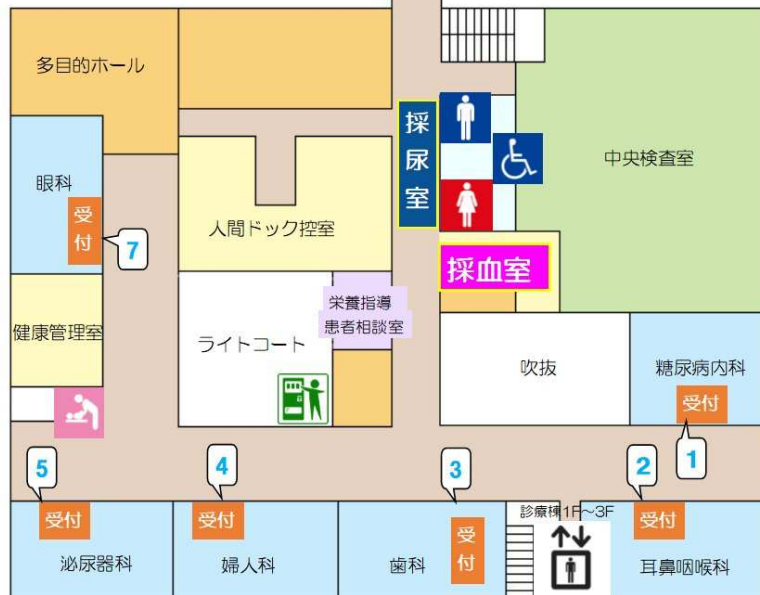 多目的ホール
採尿室
中央検査室
眼科
受付
7
人間ドック控室
採血室
栄養指導
患者相談室
健康管理室
ライトコート
吹抜
糖尿病内科
受付
1
5
4
3
2
受付
泌尿器科
受付
婦人科
受付
歯科
診療棟1F～3F
受付
耳鼻咽喉科